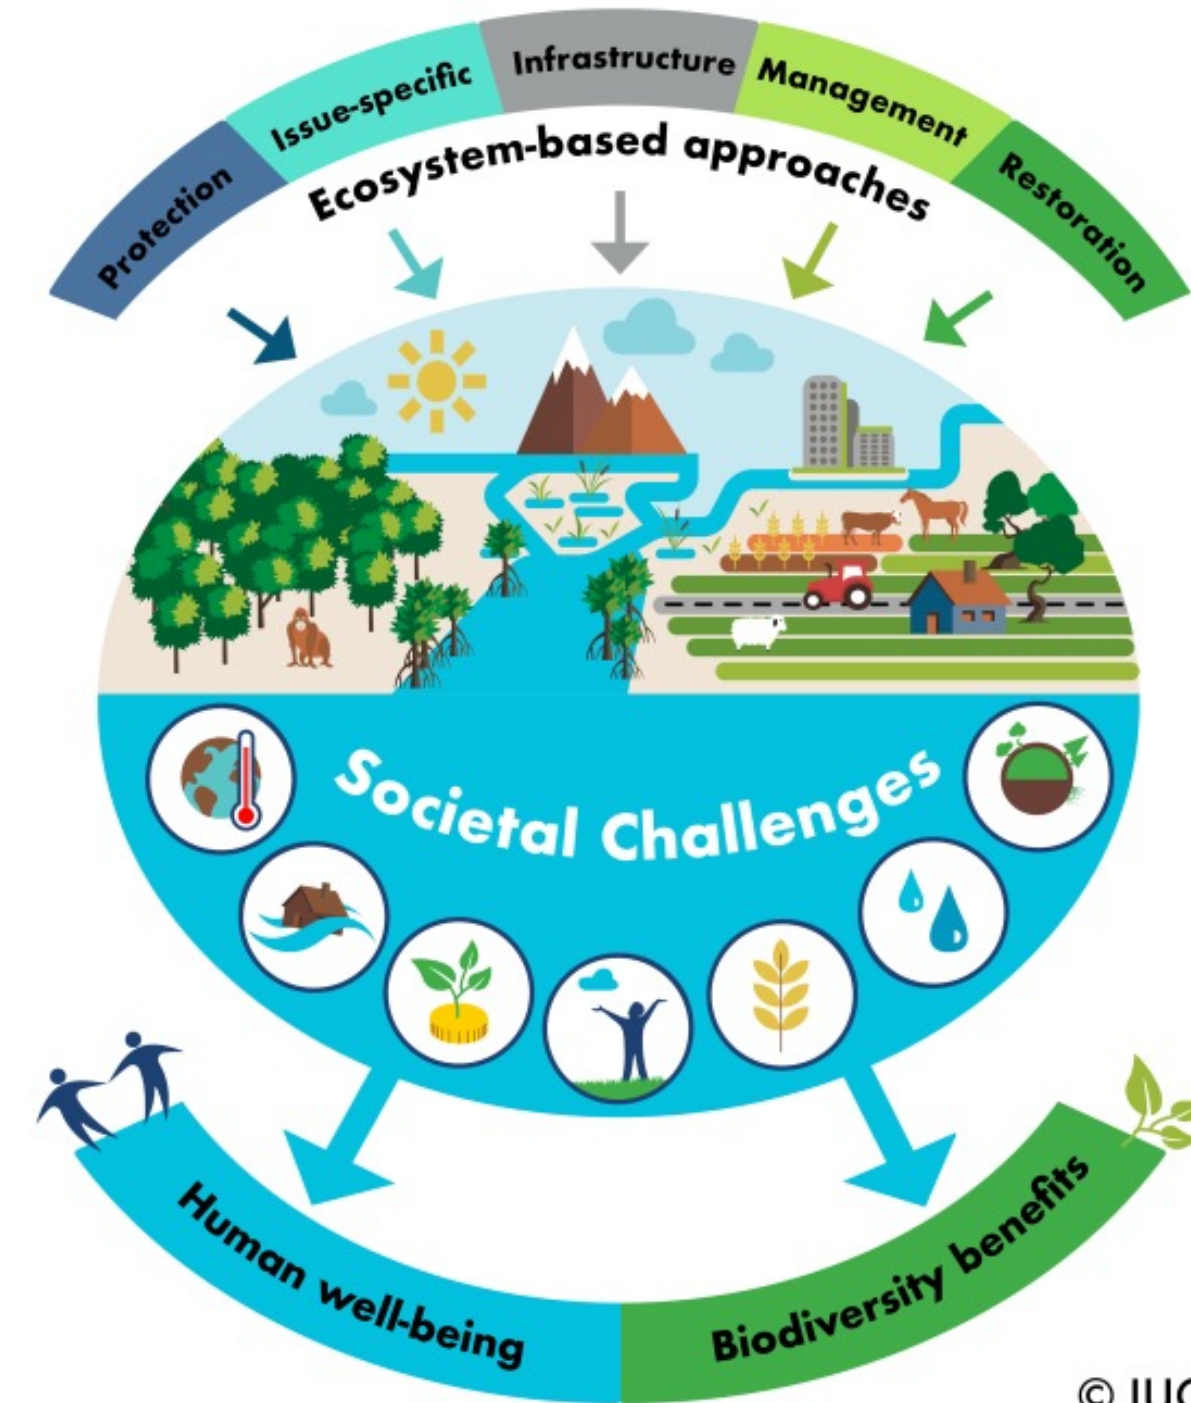 Protection
Issue-specific
Infrastructure
Management
Restoration
Ecosystem-based approaches
Societal Challenges
Human well-being
Biodiversity benefits
©